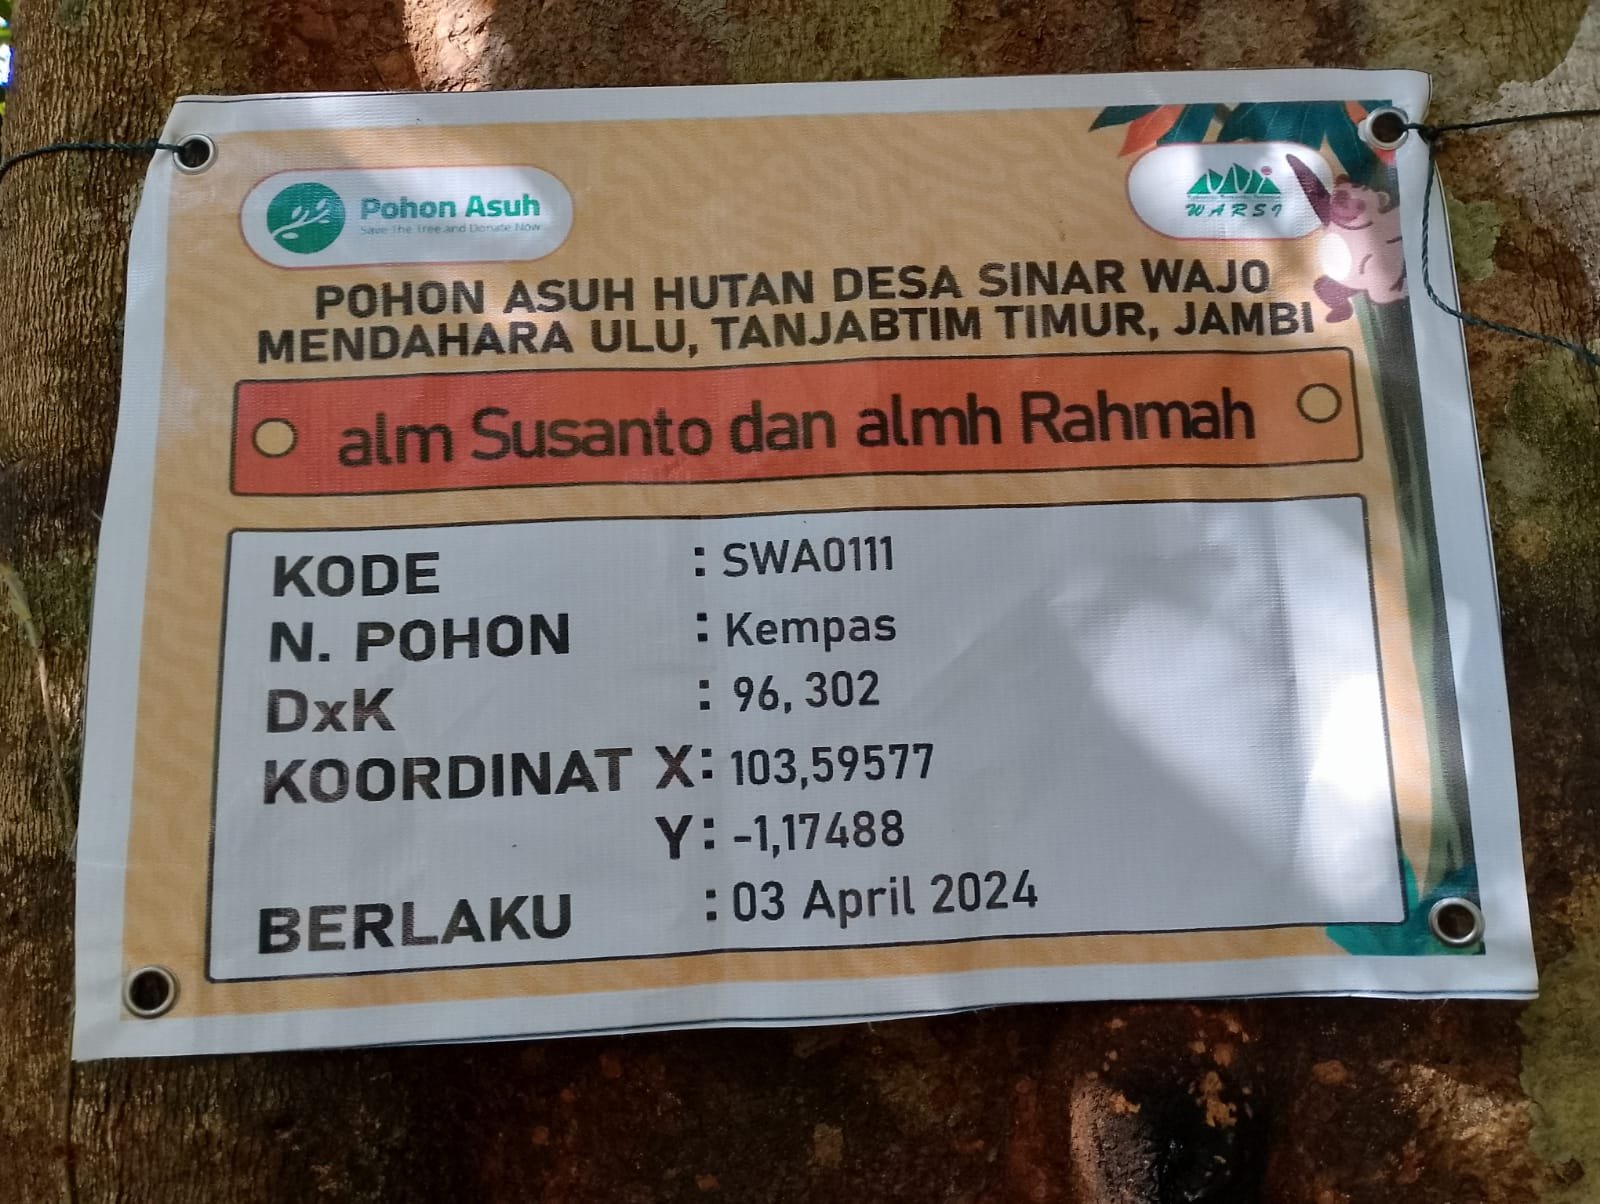 Pohon Asuh
Save The Tree and Donate Now
WARSI
POHON ASUH HUTAN DESA SINAR WAJO
MENDAHARA ULU, TANJABTIM TIMUR, JAMBI
alm Susanto dan almh Rahmah
KODE : SWA0111
N. POHON : Kempas
DxK : 96, 302
KOORDINAT X: 103,59577
Y: -1,17488
BERLAKU : 03 April 2024